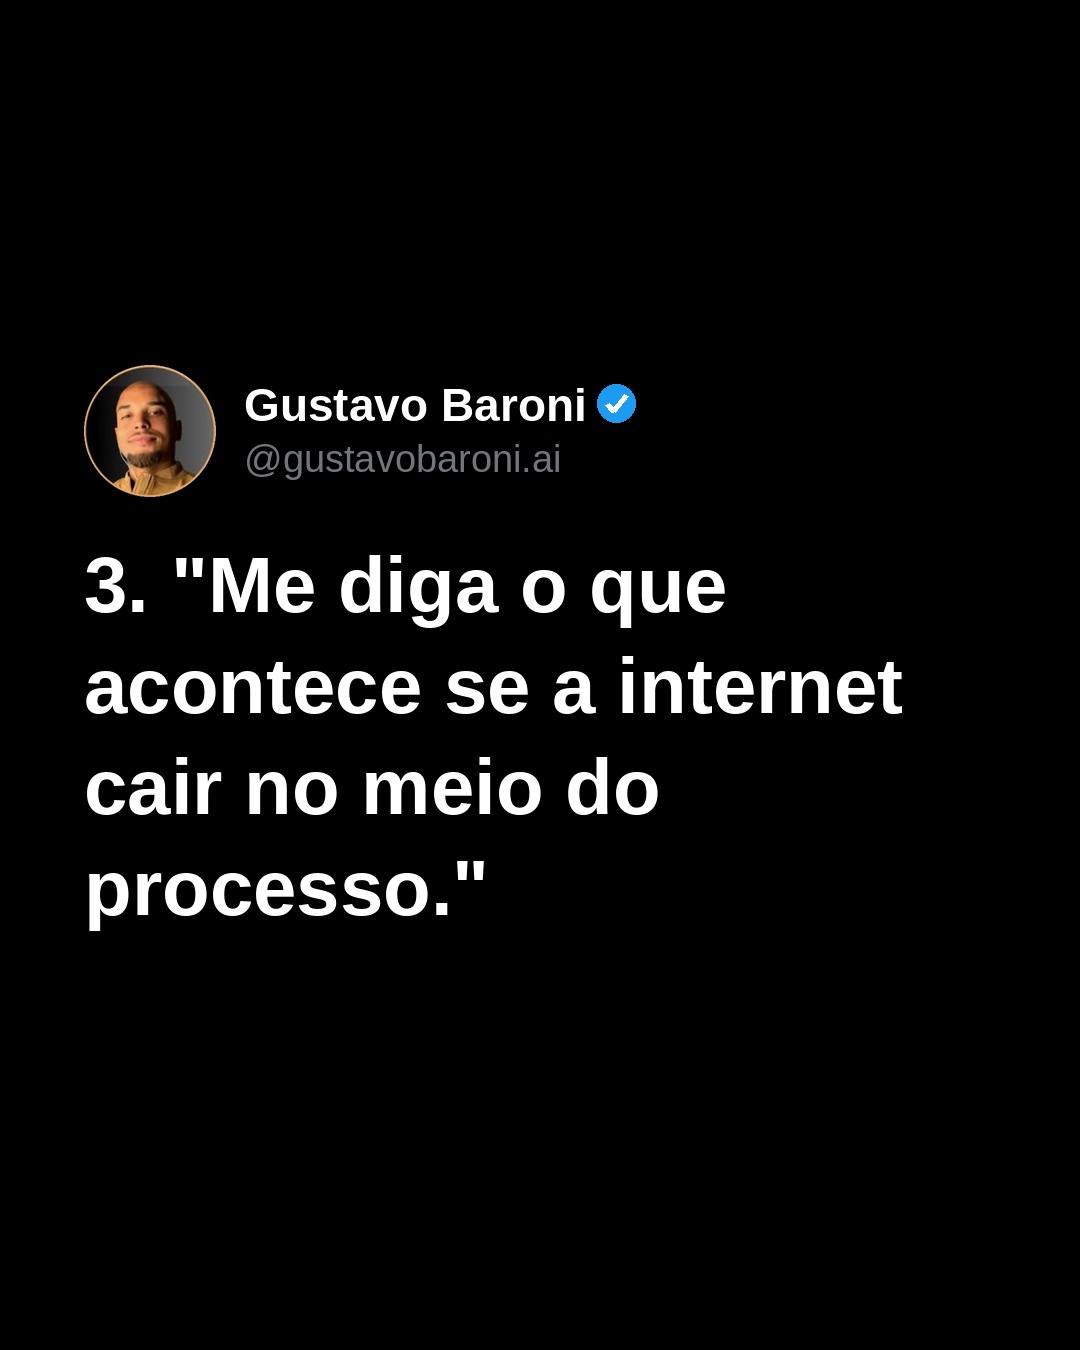 Gustavo Baroni
@gustavobaroni.ai
3. "Me diga o que
acontece se a internet
cair no meio do
processo."